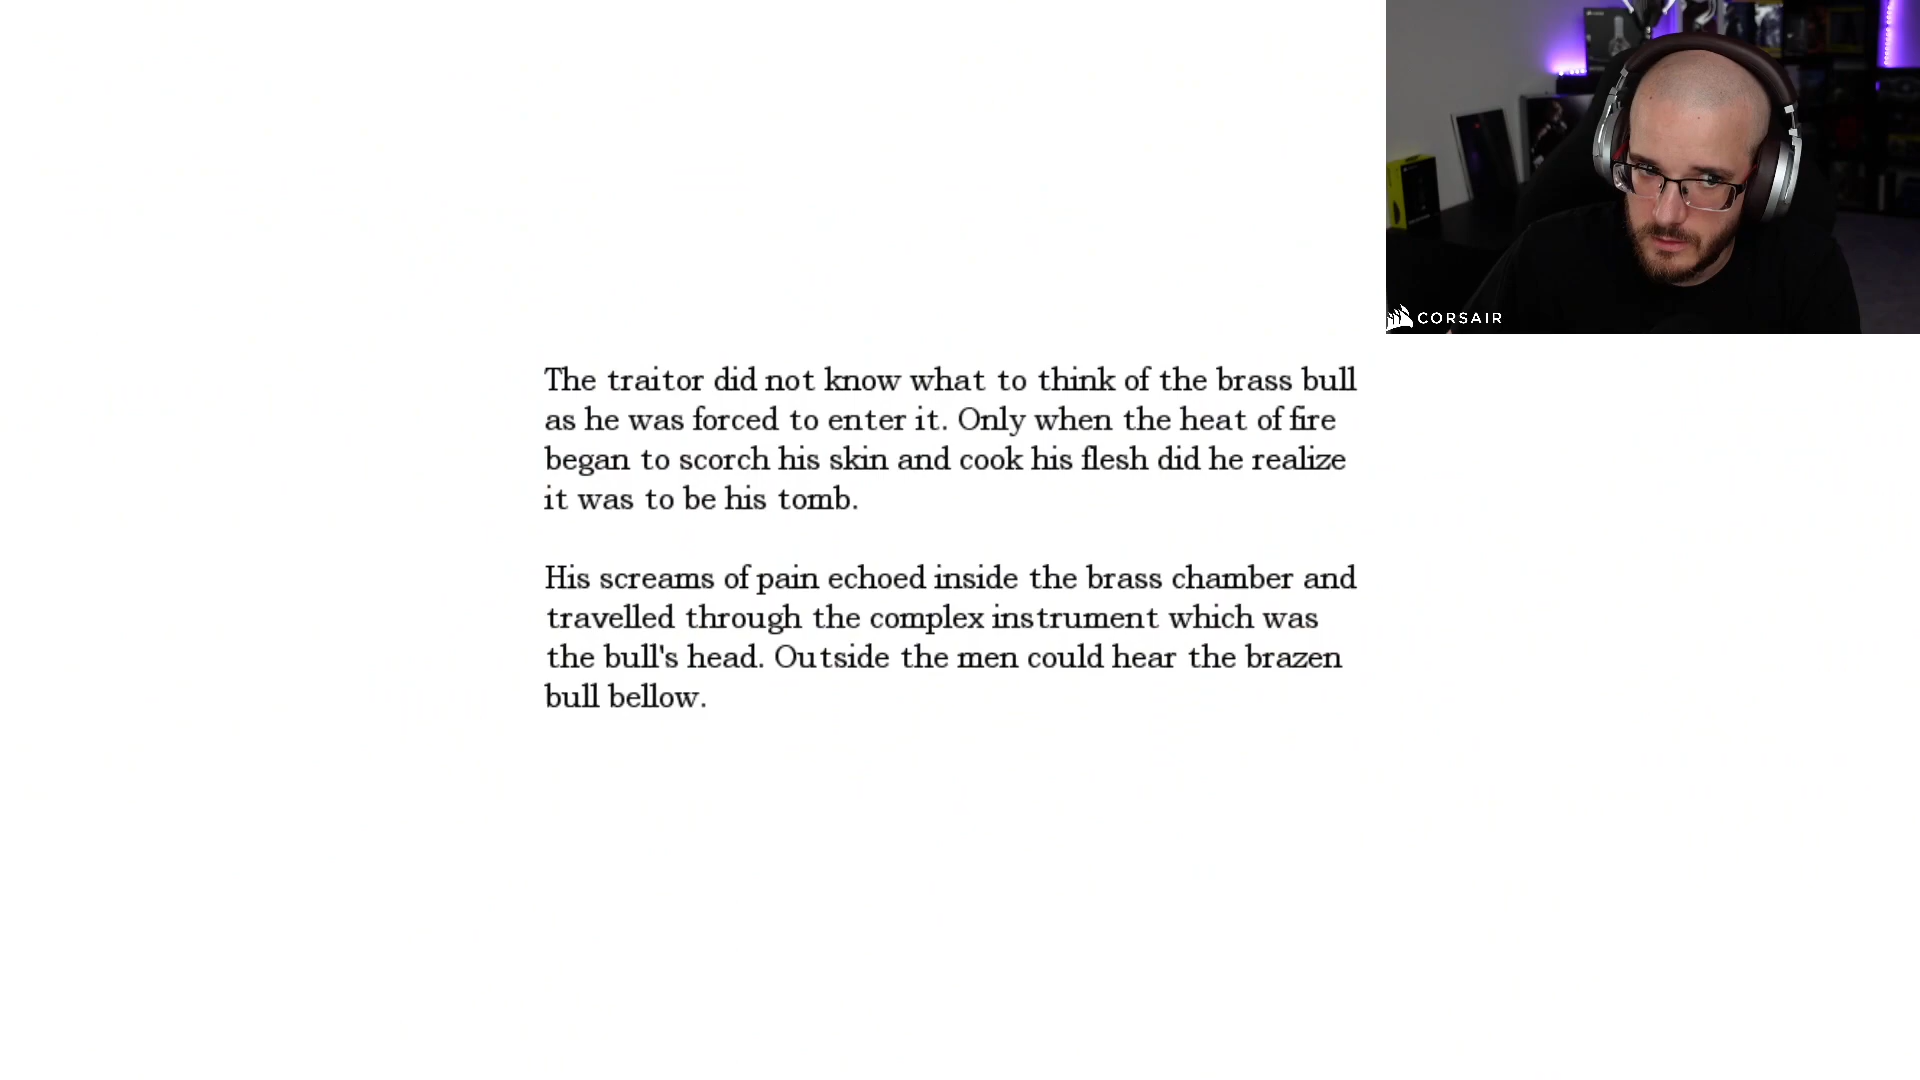 CORSAIR
The traitor did not know what to think of the brass bull
as he was forced to enter it. Only when the heat of fire
began to scorch his skin and cook his flesh did he realize
it was to be his tomb.
His screams of pain echoed inside the brass chamber and
travelled through the complex instrument which was
the bull's head. Outside the men could hear the brazen
bull bellow.